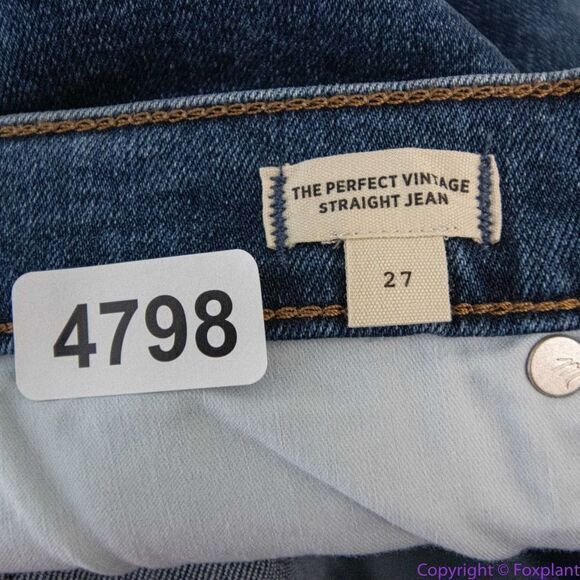 THE PERFECT VINTAGE
STRAIGHT JEAN
27
4798
Copyright © Foxplant